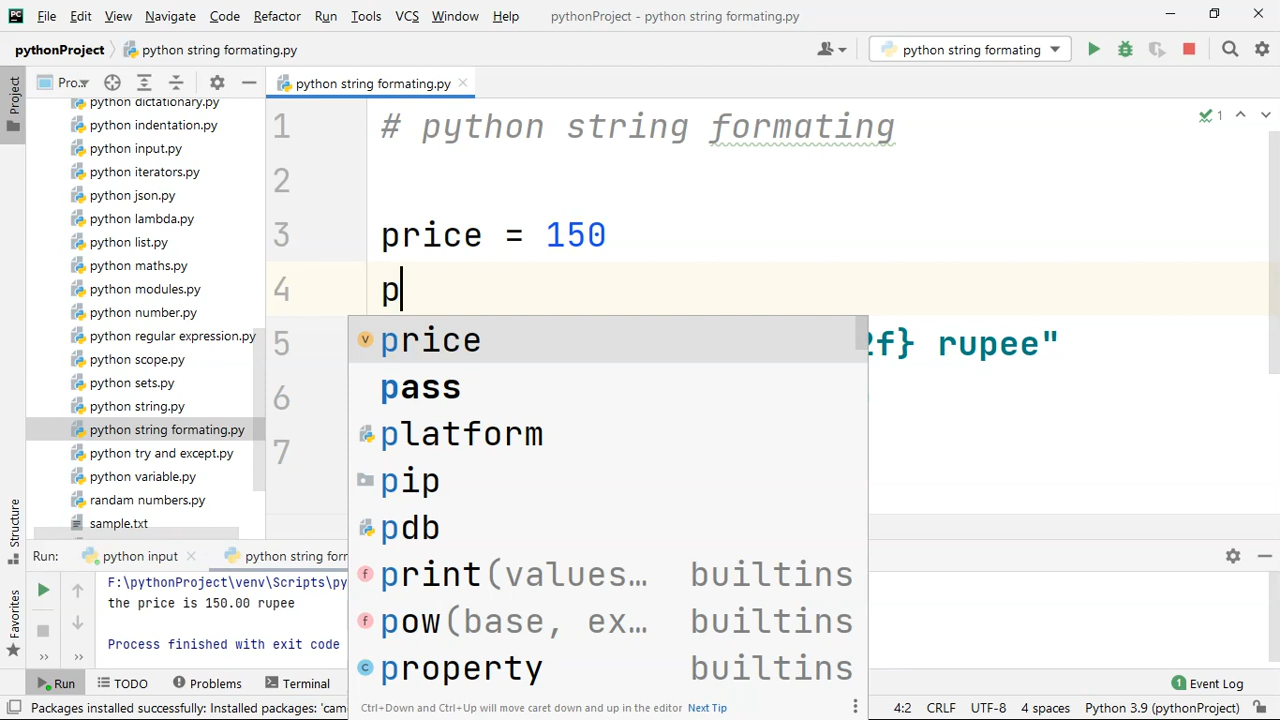 File Edit View Navigate Code Refactor Run Tools VCS Window Help pythonProject - python string formating.py
pythonProject python string formating.py python string formating
Pro... python string formating.py
Project
python dictationary.py
python indentation.py
python input.py
python iterators.py
python json.py
python lambda.py
python list.py
python maths.py
python modules.py
python number.py
python regular expression.py
python scope.py
python sets.py
python string.py
python string formating.py
python try and except.py
python variable.py
randam numbers.py
sample.txt
1 # python string formating
1
2
3 price = 150
4 p
5 2f} rupee"
6
7
price
pass
platform
pip
pdb
print(values… builtins
pow(base, ex… builtins
property builtins
Ctrl+Down and Ctrl+Up will move caret down and up in the editor Next Tip
Structure
Favorites
Run: python input python string form
F:\pythonProject\venv\Scripts\py
the price is 150.00 rupee
Process finished with exit code
Run TODO Problems Terminal Event Log
1
Packages installed successfully: Installed packages: 'cam 4:2 CRLF UTF-8 4 spaces Python 3.9 (pythonProject)